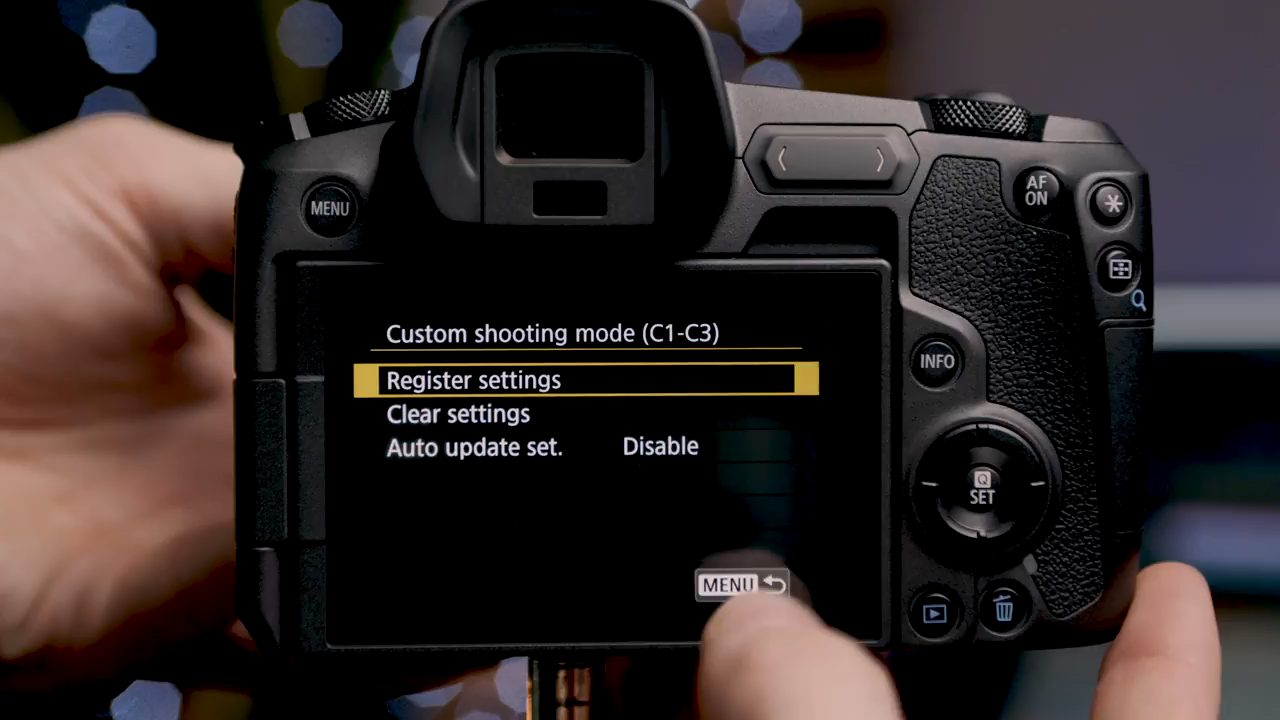 MENU
AF
ON
Custom shooting mode (C1-C3)
Register settings
Clear settings
Auto update set. Disable
INFO
Q
SET
MENU